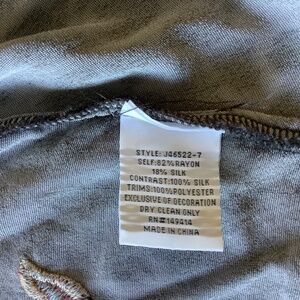 STYLE: J46522-7
SELF:82%RAYON
18% SILK
CONTRAST:100% SILK
TRIMS:100%POLYESTER
EXCLUSIVE OF DECORATION
DRY CLEAN ONLY
RN#149414
MADE IN CHINA